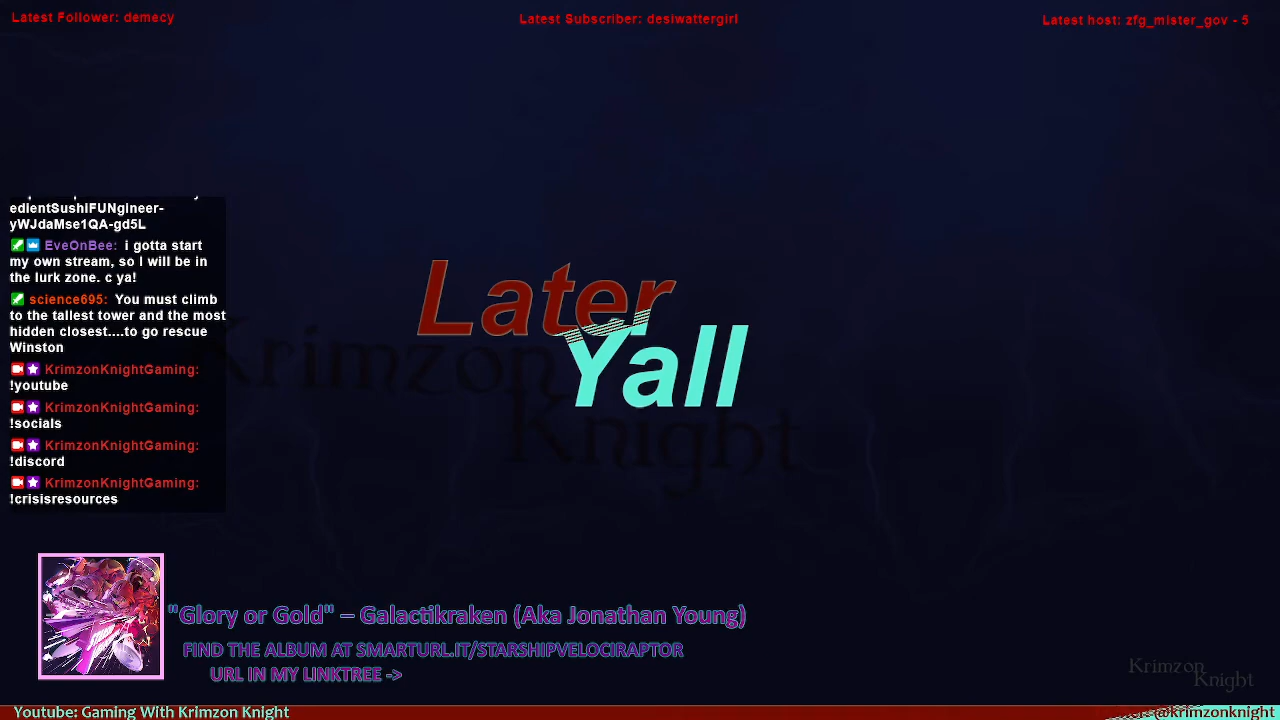 Latest Follower: demecy
Latest Subscriber: desiwattergirl
Latest host: zfg_mister_gov - 5
edientSushiFUNgineer-
yWJdaMse1QA-gd5L
EveOnBee: i gotta start
my own stream, so I will be in
the lurk zone. c ya!
science695: You must climb
to the tallest tower and the most
hidden closest....to go rescue
Winston
KrimzonKnightGaming:
!youtube
KrimzonKnightGaming:
!socials
KrimzonKnightGaming:
!discord
KrimzonKnightGaming:
!crisisresources
Later
Yall
Krimzon
Knight
"Glory or Gold" – Galactikraken (Aka Jonathan Young)
FIND THE ALBUM AT SMARTURL.IT/STARSHIPVELOCIRAPTOR
URL IN MY LINKTREE ->
Krimzon
Knight
Youtube: Gaming With Krimzon Knight
@krimzonknight